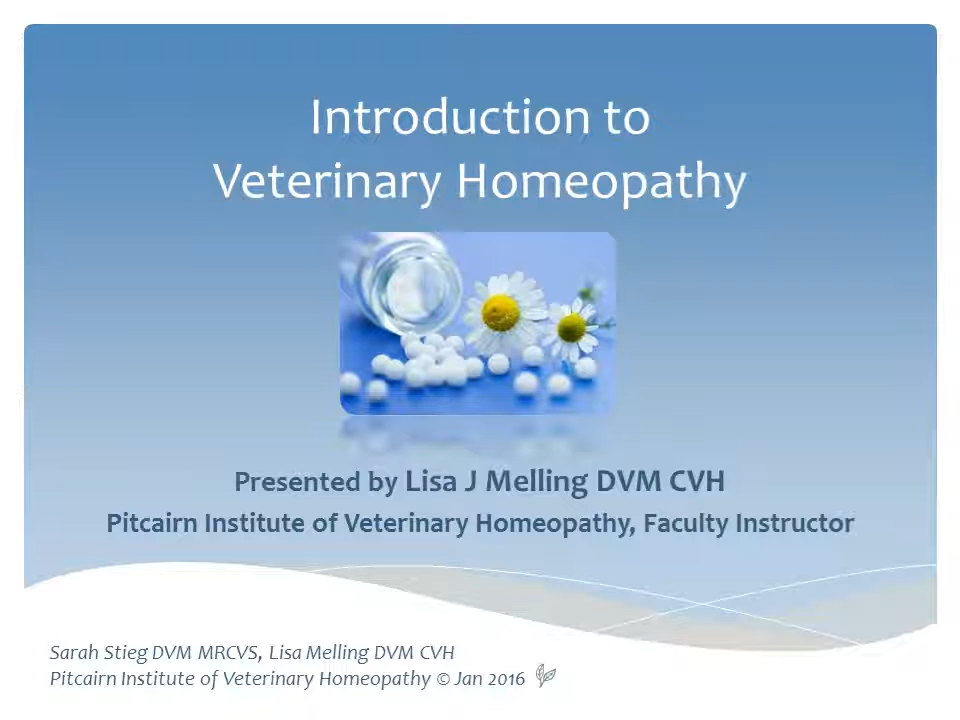 Introduction to
Veterinary Homeopathy
Presented by Lisa J Melling DVM CVH
Pitcairn Institute of Veterinary Homeopathy, Faculty Instructor
Sarah Stieg DVM MRCVS, Lisa Melling DVM CVH
Pitcairn Institute of Veterinary Homeopathy © Jan 2016